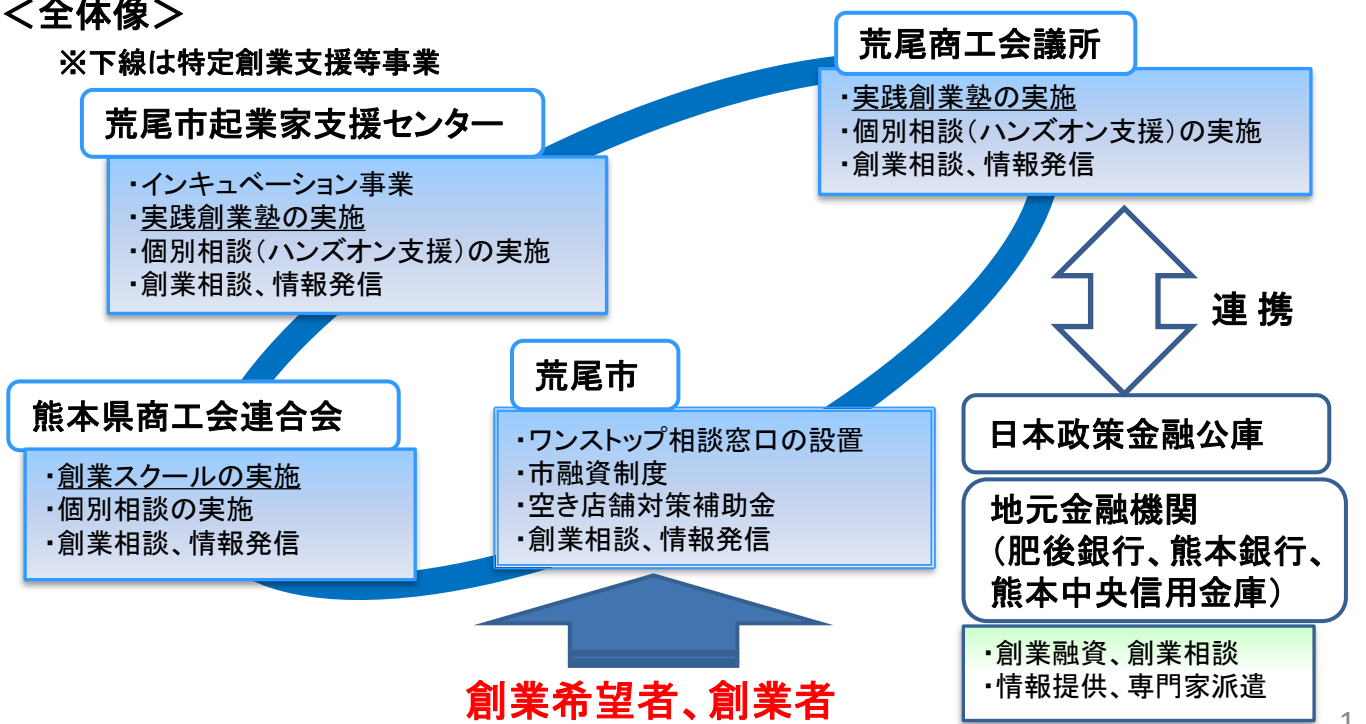 ＜全体像＞
※下線は特定創業支援等事業
荒尾市起業家支援センター
・インキュベーション事業
・実践創業塾の実施
・個別相談（ハンズオン支援）の実施
・創業相談、情報発信
荒尾商工会議所
・実践創業塾の実施
・個別相談（ハンズオン支援）の実施
・創業相談、情報発信
連 携
熊本県商工会連合会
・創業スクールの実施
・個別相談の実施
・創業相談、情報発信
荒尾市
・ワンストップ相談窓口の設置
・市融資制度
・空き店舗対策補助金
・創業相談、情報発信
日本政策金融公庫
地元金融機関
（肥後銀行、熊本銀行、
熊本中央信用金庫）
・創業融資、創業相談
・情報提供、専門家派遣
創業希望者、創業者
1